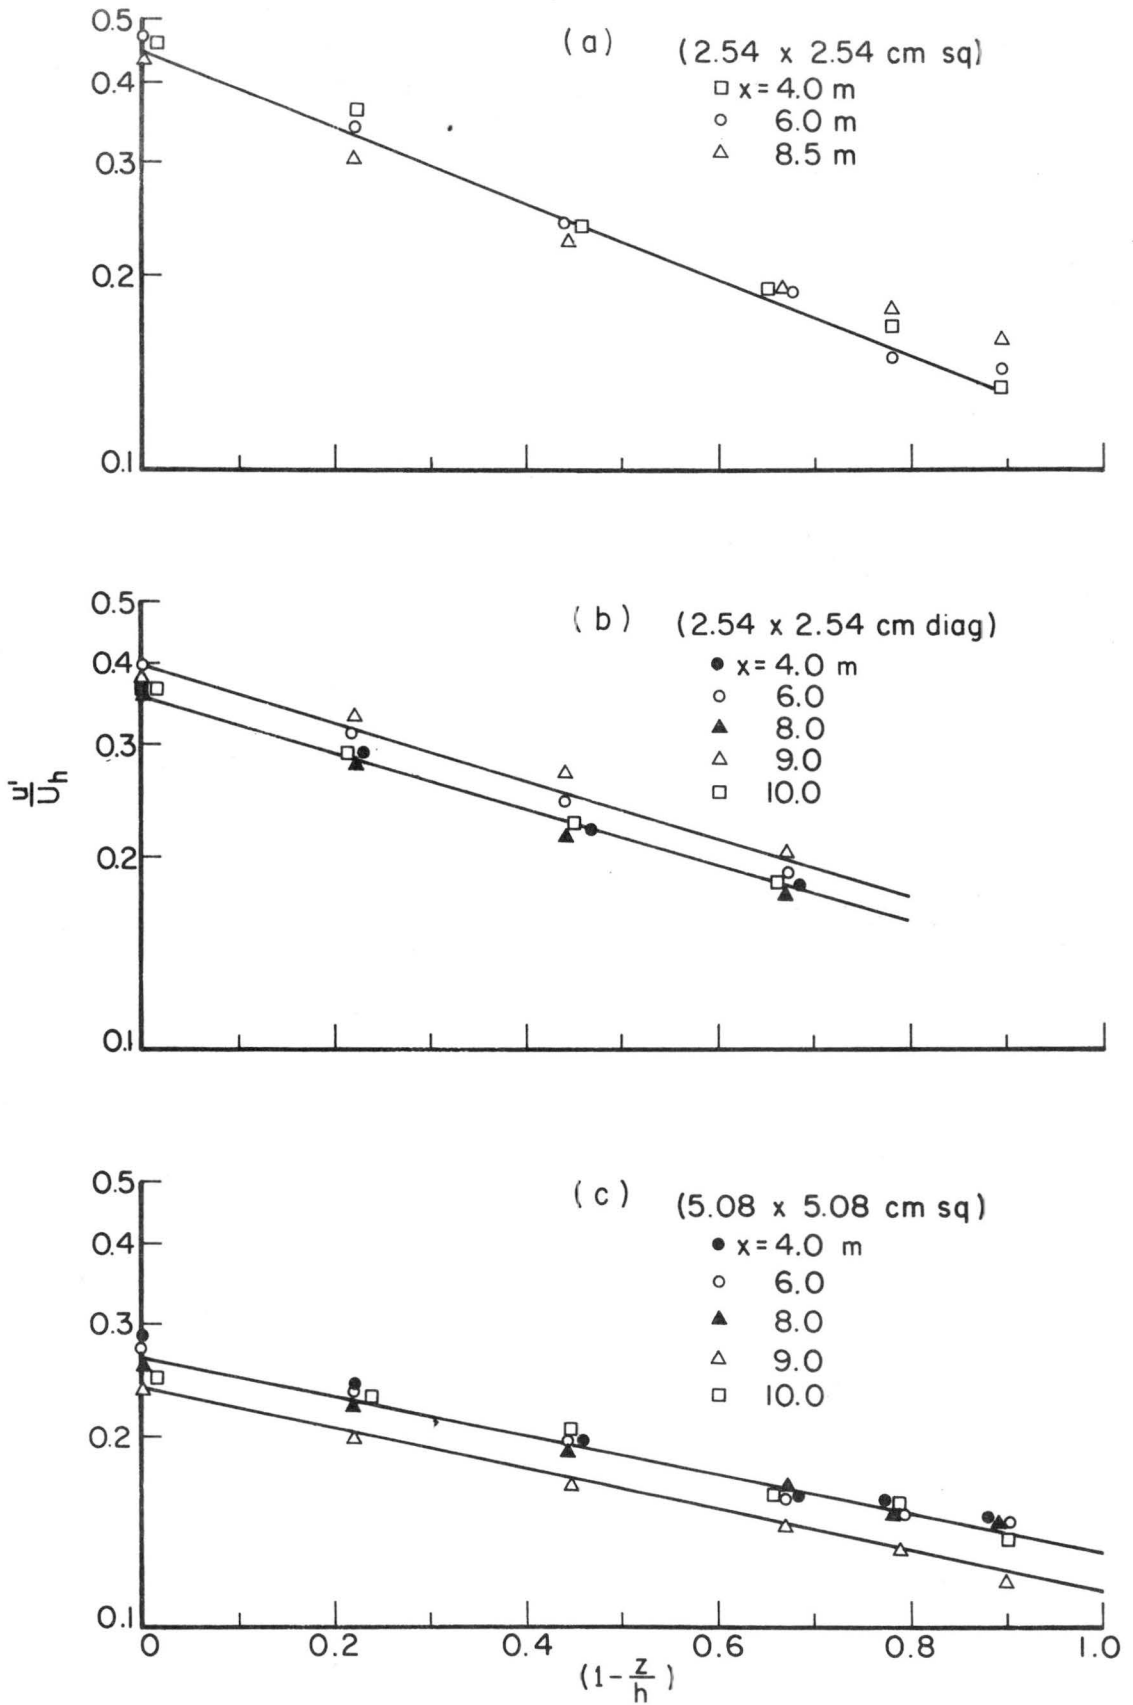 (a)
(2.54 x 2.54 cm sq)
□ x = 4.0 m
○ 6.0 m
△ 8.5 m
0.5
0.4
0.3
0.2
0.1
(b)
(2.54 x 2.54 cm diag)
● x = 4.0 m
○ 6.0
▲ 8.0
△ 9.0
□ 10.0
0.5
0.4
0.3
0.2
0.1
u'/U_h
(c)
(5.08 x 5.08 cm sq)
● x = 4.0 m
○ 6.0
▲ 8.0
△ 9.0
□ 10.0
0.5
0.4
0.3
0.2
0.1
0 0.2 0.4 0.6 0.8 1.0
(1 - z/h)